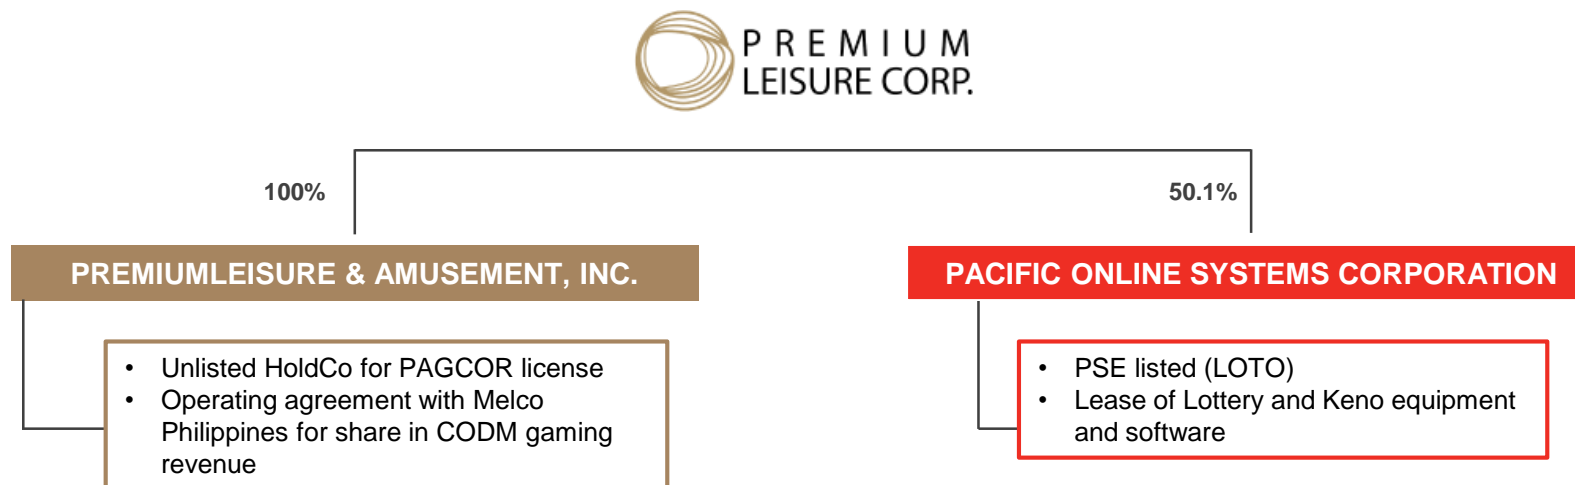 PREMIUM
LEISURE CORP.
100%
50.1%
PREMIUMLEISURE & AMUSEMENT, INC.
PACIFIC ONLINE SYSTEMS CORPORATION
• Unlisted HoldCo for PAGCOR license
• Operating agreement with Melco
Philippines for share in CODM gaming
revenue
• PSE listed (LOTO)
• Lease of Lottery and Keno equipment
and software